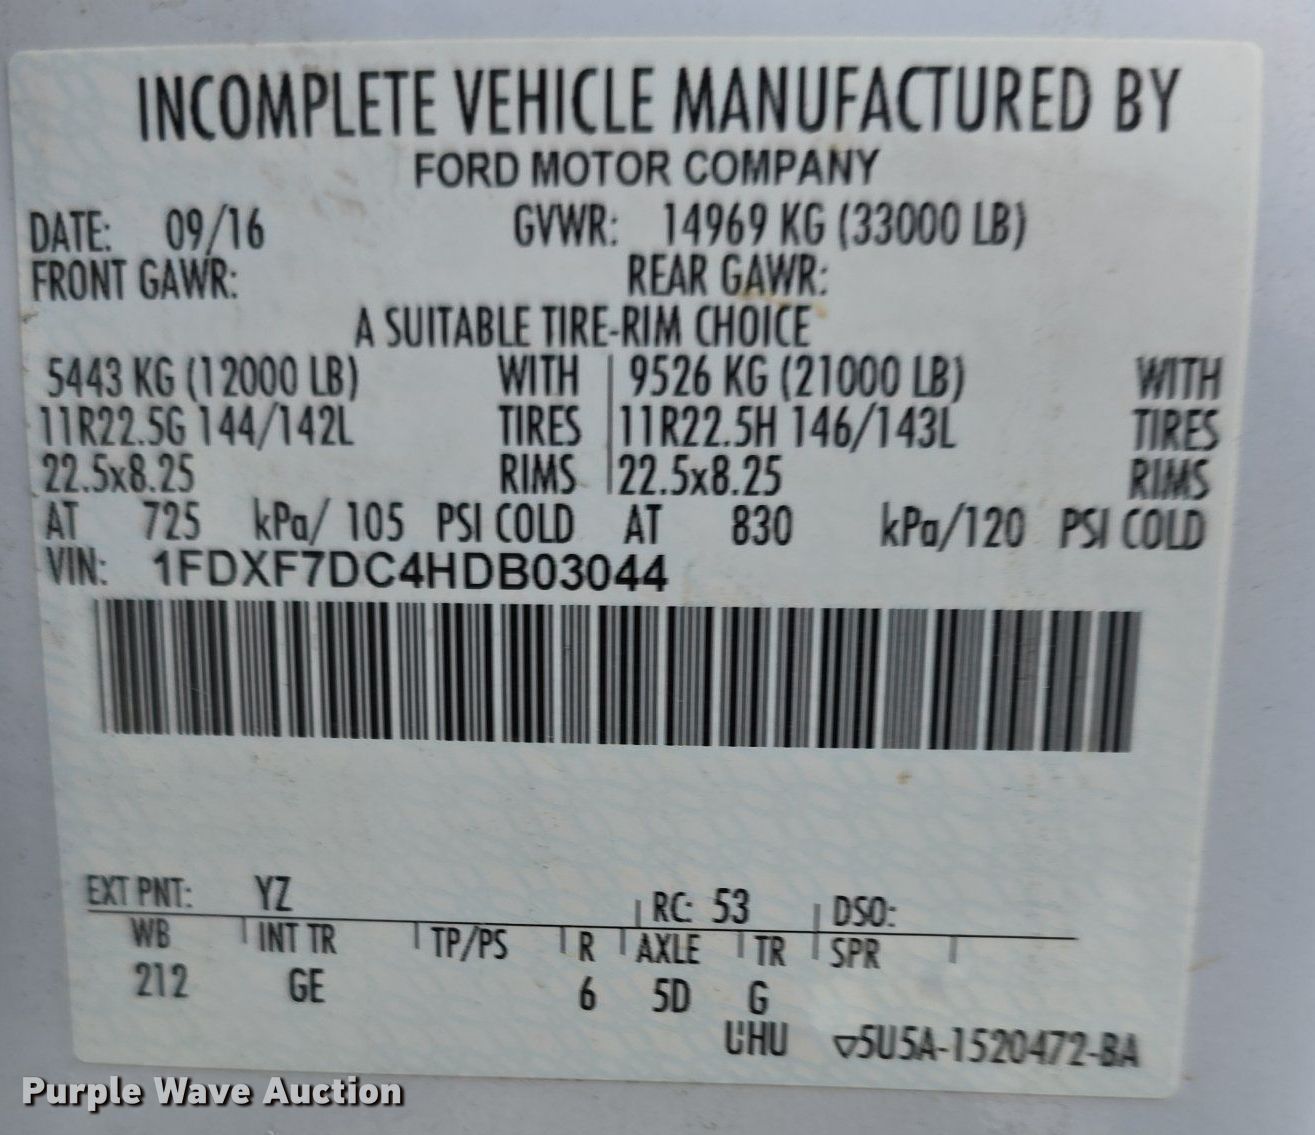 INCOMPLETE VEHICLE MANUFACTURED BY
FORD MOTOR COMPANY
DATE: 09/16 GVWR: 14969 KG (33000 LB)
FRONT GAWR: REAR GAWR:
A SUITABLE TIRE-RIM CHOICE
5443 KG (12000 LB) WITH 9526 KG (21000 LB) WITH
11R22.5G 144/142L TIRES 11R22.5H 146/143L TIRES
22.5x8.25 RIMS 22.5x8.25 RIMS
AT 725 kPa/ 105 PSI COLD AT 830 kPa/120 PSI COLD
VIN: 1FDXF7DC4HDB03044
EXT PNT: YZ RC: 53 DSO:
WB INT TR TP/PS R AXLE TR SPR
212 GE 6 5D G
UHU ▽5U5A-1520472-BA
Purple Wave Auction